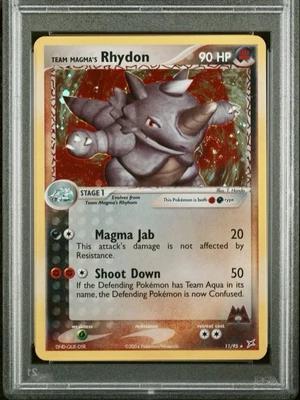 TEAM MAGMA'S Rhydon 90 HP
Illus. T. Honda
STAGE 1
Evolves from
Team Magma's Rhyhorn
This Pokémon is both type
Magma Jab 20
This attack's damage is not affected by
Resistance.
Shoot Down 50
If the Defending Pokémon has Team Aqua in its
name, the Defending Pokémon is now Confused.
weakness resistance retreat cost
©2004 Pokémon/Nintendo
11/95 ★